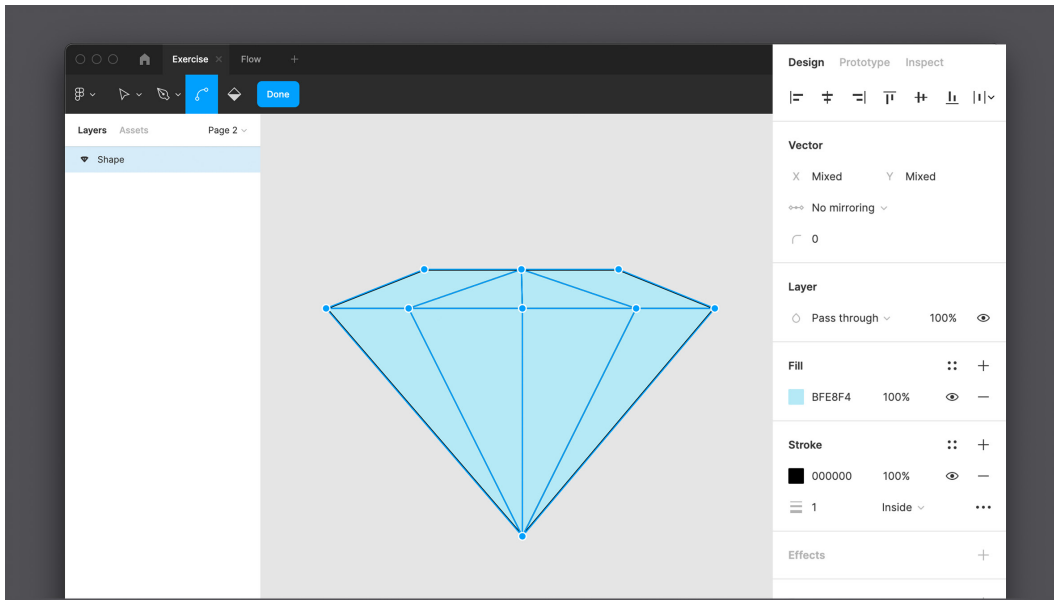 Exercise Flow
Done
Layers Assets Page 2
Shape
Design Prototype Inspect
Vector
X Mixed Y Mixed
No mirroring
0
Layer
Pass through 100%
Fill
BFE8F4 100%
Stroke
000000 100%
1 Inside
Effects